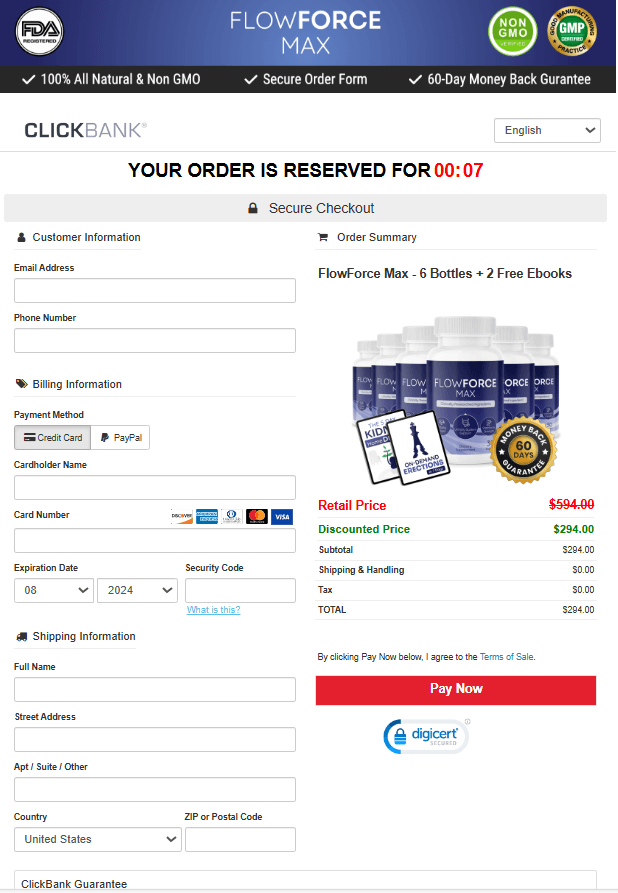 FDA
REGISTERED
FLOWFORCE
MAX
NON
GMO
VERIFIED
GOOD MANUFACTURING
GMP
CERTIFIED
PRACTICE
100% All Natural & Non GMO
Secure Order Form
60-Day Money Back Gurantee
CLICKBANK®
English
YOUR ORDER IS RESERVED FOR 00:07
Secure Checkout
Customer Information
Email Address
Phone Number
Billing Information
Payment Method
Credit Card
PayPal
Cardholder Name
Card Number
DISCOVER
AMERICAN EXPRESS
VISA
Expiration Date
Security Code
08
2024
What is this?
Shipping Information
Full Name
Street Address
Apt / Suite / Other
Country
ZIP or Postal Code
United States
ClickBank Guarantee
Order Summary
FlowForce Max - 6 Bottles + 2 Free Ebooks
FLOWFORCE
MAX
ON-DEMAND
ERECTIONS
MONEY BACK
60
DAYS
GUARANTEE
Retail Price $594.00
Discounted Price $294.00
Subtotal $294.00
Shipping & Handling $0.00
Tax $0.00
TOTAL $294.00
By clicking Pay Now below, I agree to the Terms of Sale.
Pay Now
digicert®
SECURED